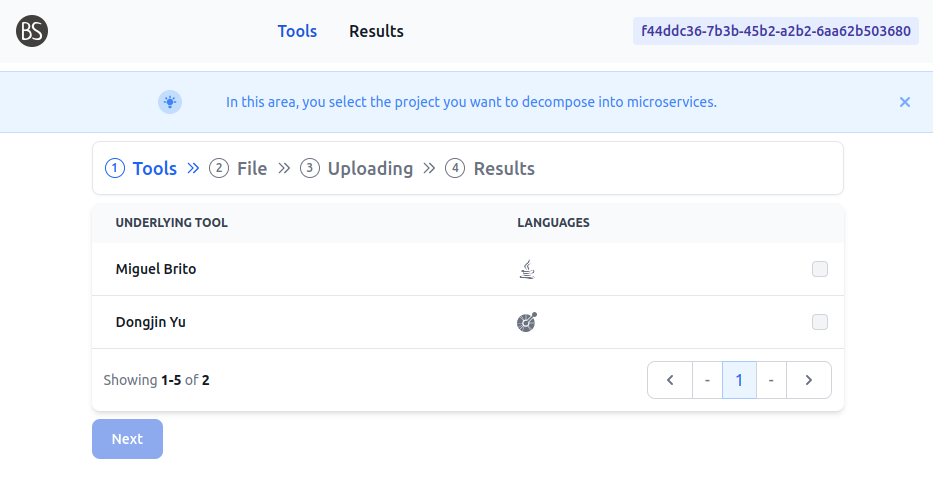 BS Tools Results f44ddc36-7b3b-45b2-a2b2-6aa62b503680
In this area, you select the project you want to decompose into microservices.
1 Tools 2 File 3 Uploading 4 Results
UNDERLYING TOOL LANGUAGES
Miguel Brito
Dongjin Yu
Showing 1-5 of 2 - 1 -
Next